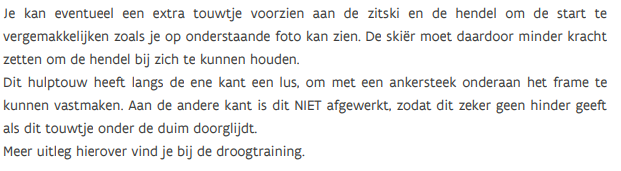 Je kan eventueel een extra touwtje voorzien aan de zitski en de hendel om de start te
vergemakkelijken zoals je op onderstaande foto kan zien. De skiër moet daardoor minder kracht
zetten om de hendel bij zich te kunnen houden.
Dit hulptouw heeft langs de ene kant een lus, om met een ankersteek onderaan het frame te
kunnen vastmaken. Aan de andere kant is dit NIET afgewerkt, zodat dit zeker geen hinder geeft
als dit touwtje onder de duim doorglijdt.
Meer uitleg hierover vind je bij de droogtraining.